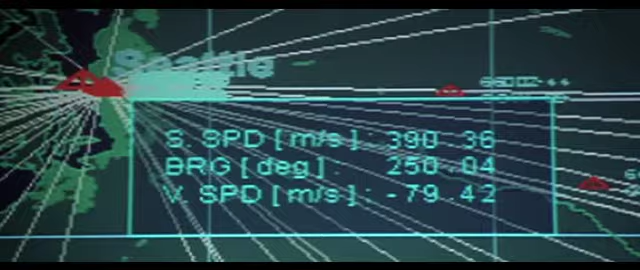 Seattle
S. SPD [ m/s ] : 390 . 36
BRG [ deg ] : 250 . 04
V. SPD [ m/s ] : - 79 . 42